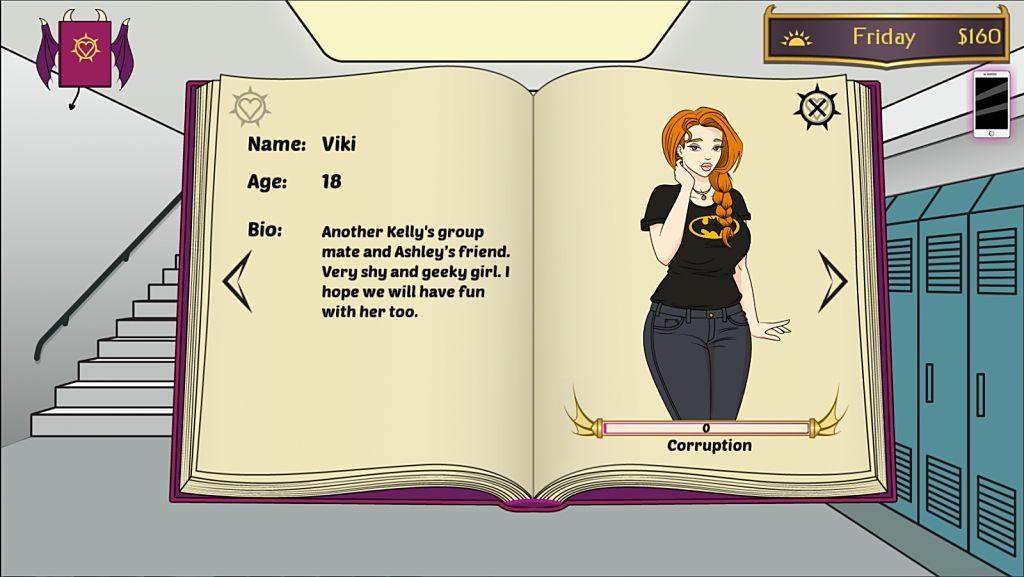 Friday $160
Name: Viki
Age: 18
Bio: Another Kelly's group
mate and Ashley's friend.
Very shy and geeky girl. I
hope we will have fun
with her too.
0
Corruption